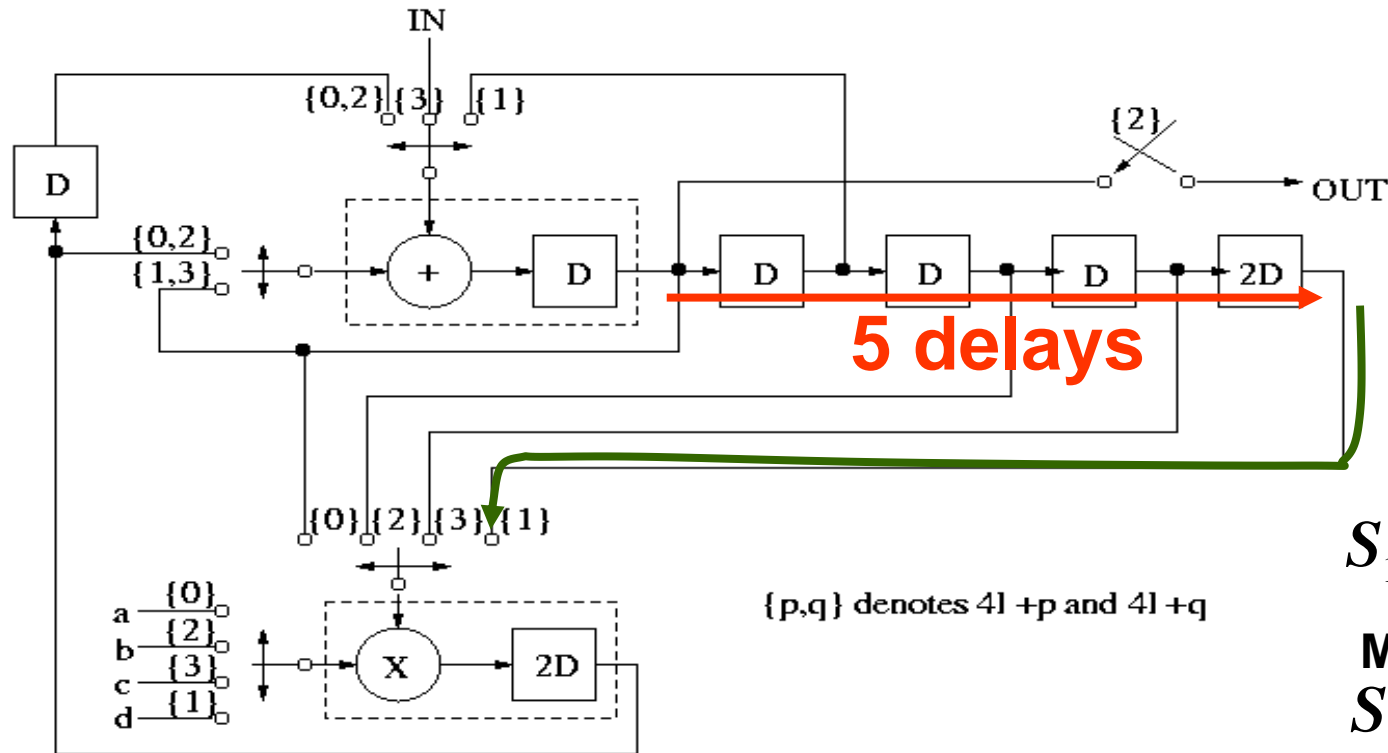 IN
{0,2} {3} {1}
{2}
D
OUT
{0,2}
{1,3}
+
D
D
D
D
2D
5 delays
{0} {2} {3} {1}
a {0}
b {2}
c {3}
d {1}
X
2D
{p,q} denotes 4l +p and 4l +q
S
M
S